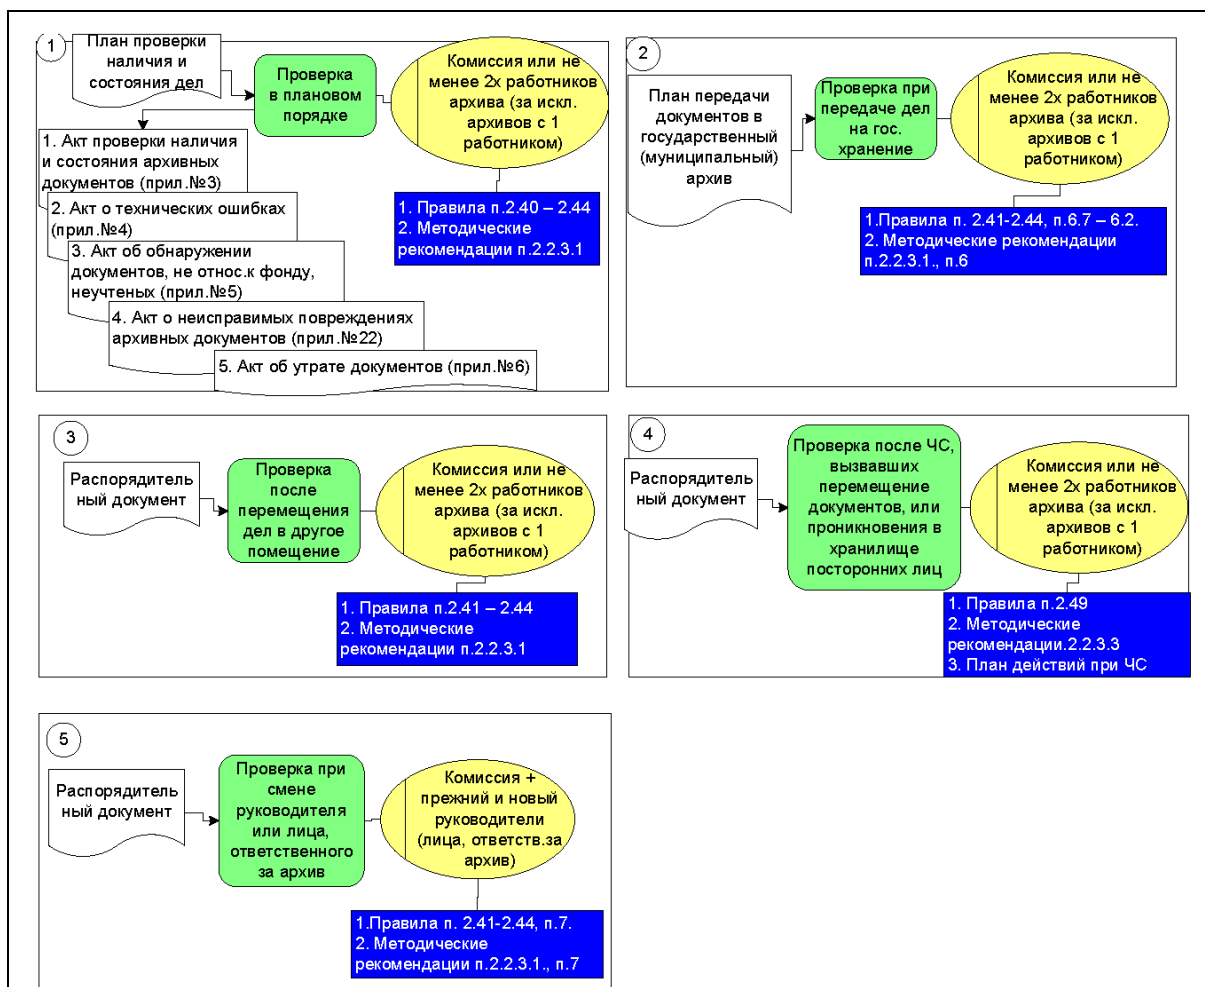 1
План проверки
наличия и
состояния дел
Проверка
в плановом
порядке
Комиссия или не
менее 2х работников
архива (за искл.
архивов с 1
работником)
1. Акт проверки наличия
и состояния архивных
документов (прил.№3)
2. Акт о технических ошибках
(прил.№4)
3. Акт об обнаружении
документов, не относ.к фонду,
неучтеных (прил.№5)
4. Акт о неисправимых повреждениях
архивных документов (прил.№22)
5. Акт об утрате документов (прил.№6)
1. Правила п.2.40 – 2.44
2. Методические
рекомендации п.2.2.3.1
2
План передачи
документов в
государственный
(муниципальный)
архив
Проверка при
передаче дел
на гос.
хранение
Комиссия или не
менее 2х работников
архива (за искл.
архивов с 1
работником)
1.Правила п. 2.41-2.44, п.6.7 – 6.2.
2. Методические рекомендации
п.2.2.3.1., п.6
3
Распорядитель
ный документ
Проверка
после
перемещения
дел в другое
помещение
Комиссия или не
менее 2х работников
архива (за искл.
архивов с 1
работником)
1. Правила п.2.41 – 2.44
2. Методические
рекомендации п.2.2.3.1
4
Распорядитель
ный документ
Проверка после ЧС,
вызвавших
перемещение
документов, или
проникновения в
хранилище
посторонних лиц
Комиссия или не
менее 2х работников
архива (за искл.
архивов с 1
работником)
1. Правила п.2.49
2. Методические
рекомендации.2.2.3.3
3. План действий при ЧС
5
Распорядитель
ный документ
Проверка при
смене
руководителя
или лица,
ответственного
за архив
Комиссия +
прежний и новый
руководители
(лица, ответств.за
архив)
1.Правила п. 2.41-2.44, п.7.
2. Методические
рекомендации п.2.2.3.1., п.7